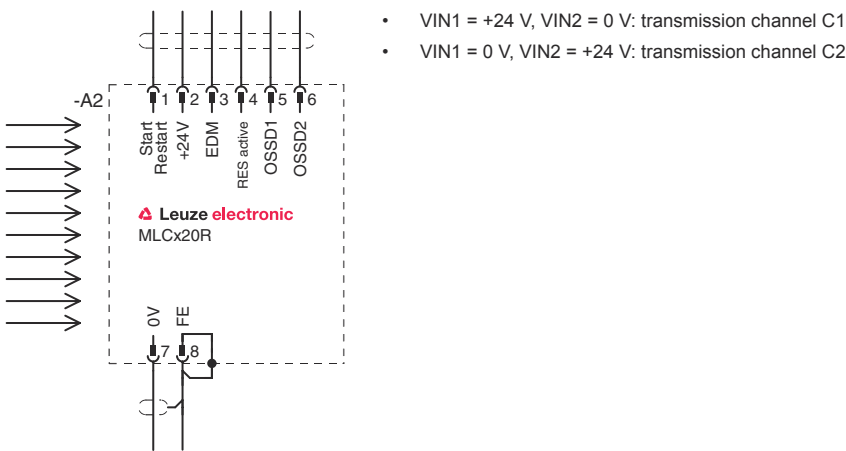 • VIN1 = +24 V, VIN2 = 0 V: transmission channel C1
• VIN1 = 0 V, VIN2 = +24 V: transmission channel C2
-A2
1 2 3 4 5 6
Start
Restart
+24V
EDM
RES active
OSSD1
OSSD2
Leuze electronic
MLCx20R
0V
FE
7 8